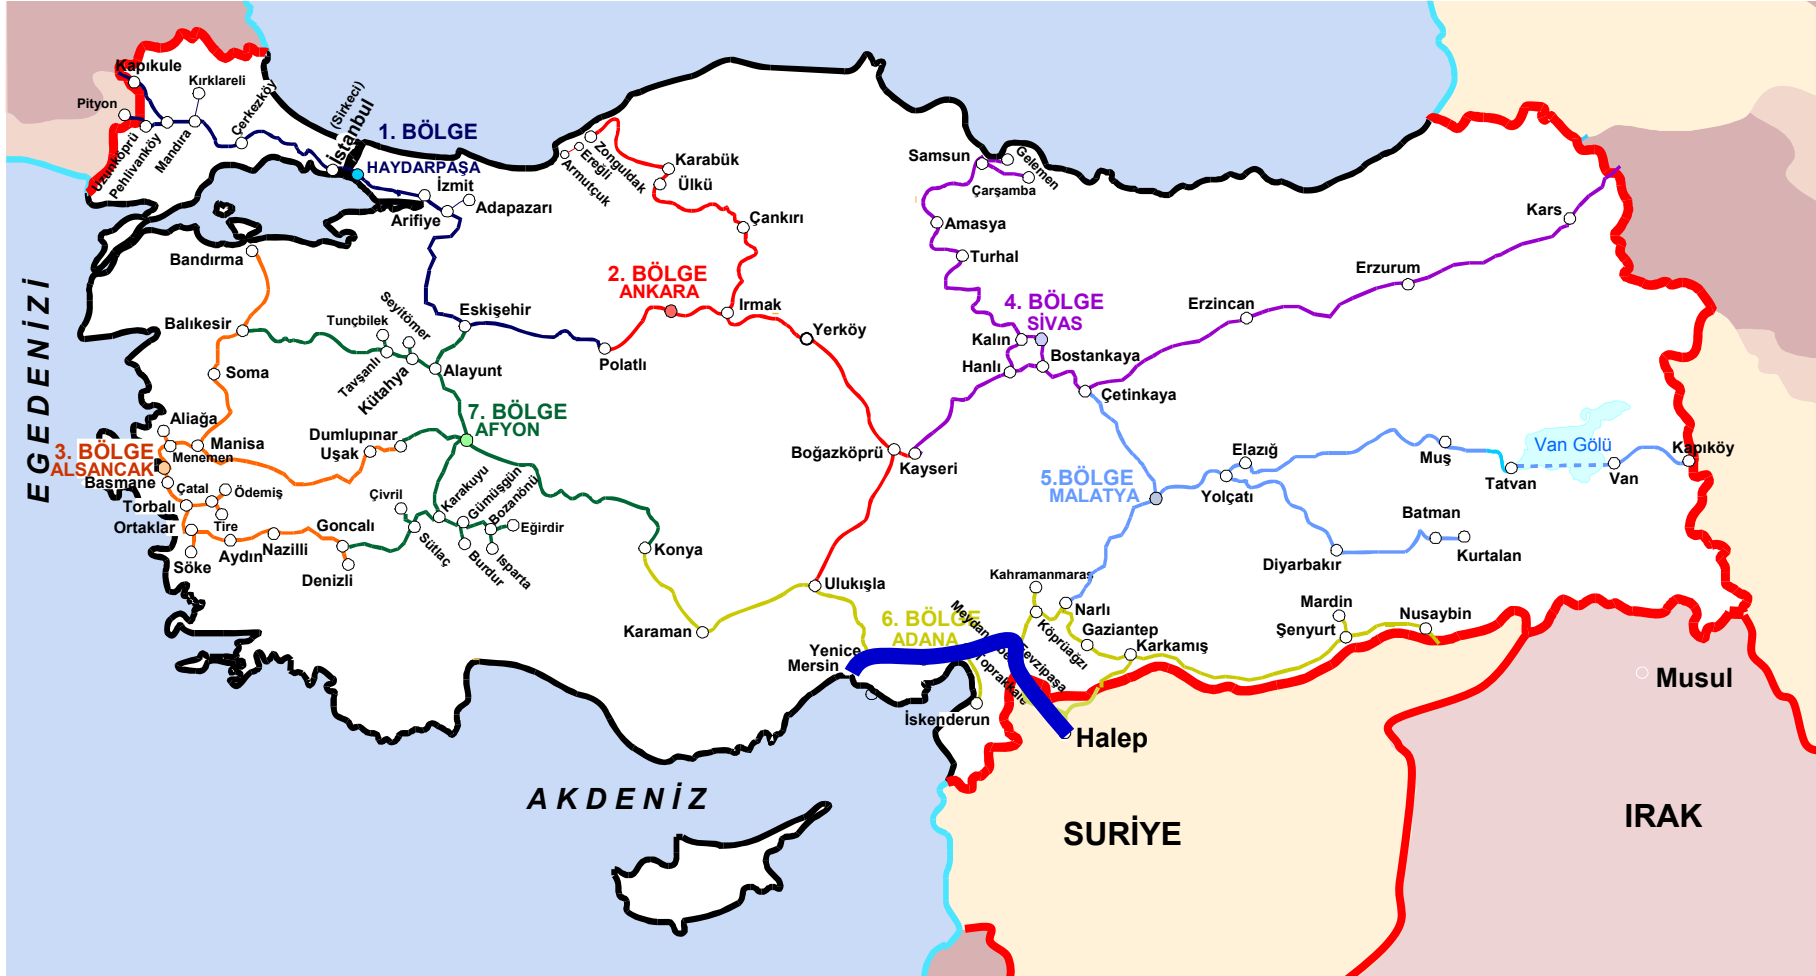 Kapıkule
Kırklareli
Pityon
Çerkezköy
(Sirkeci)
İstanbul
Uzunköprü
Pehlivanköy
Mandıra
1. BÖLGE
HAYDARPAŞA
İzmit
Adapazarı
Arifiye
Zonguldak
Ereğli
Armutçuk
Karabük
Ülkü
Çankırı
Samsun
Gelemen
Çarşamba
Amasya
Turhal
Kars
Erzurum
Erzincan
Bandırma
2. BÖLGE
ANKARA
Irmak
Yerköy
4. BÖLGE
SİVAS
Kalın
Hanlı
Bostankaya
Çetinkaya
EGEDENİZİ
Balıkesir
Tunçbilek
Seyitömer
Eskişehir
Polatlı
Tavşanlı
Kütahya
Alayunt
Soma
Aliağa
Manisa
Menemen
3. BÖLGE
ALSANCAK
Basmane
Dumlupınar
Uşak
7. BÖLGE
AFYON
Boğazköprü
Kayseri
5.BÖLGE
MALATYA
Elazığ
Yolçatı
Muş
Tatvan
Van Gölü
Van
Kapıköy
Çatal
Ödemiş
Torbalı
Tire
Ortaklar
Söke
Aydın
Nazilli
Goncalı
Denizli
Çivril
Sütlaç
Karakuyu
Gümüşgün
Bozanönü
Eğirdir
Burdur
Isparta
Konya
Karaman
Ulukışla
Batman
Kurtalan
Diyarbakır
Kahramanmaraş
Narlı
Köprüağzı
Gaziantep
Karkamış
Mardin
Şenyurt
Nusaybin
6. BÖLGE
ADANA
Yenice
Mersin
Meydan
Fevzipaşa
Toprakkale
İskenderun
Halep
Musul
AKDENİZ
SURİYE
IRAK